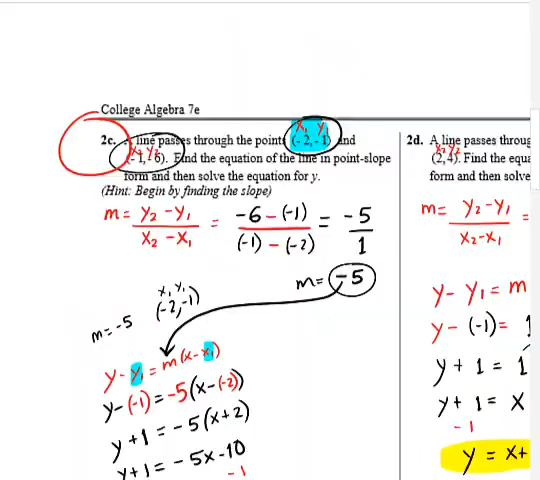 College Algebra 7e
2c. A line passes through the points (-2, -1) and
(-1, -6). Find the equation of the line in point-slope
form and then solve the equation for y.
(Hint: Begin by finding the slope)
x₁ y₁
x₂ y₂
m = y₂ - y₁ / x₂ - x₁ = -6 - (-1) / (-1) - (-2) = -5 / 1
m = -5
m = -5
x₁ y₁
(-2, -1)
y - y₁ = m(x - x₁)
y - (-1) = -5(x - (-2))
y + 1 = -5(x + 2)
y + 1 = -5x - 10
-1
2d. A line passes throug
(2, 4). Find the equa
form and then solve
x₂ y₂
m = y₂ - y₁ / x₂ - x₁ =
y - y₁ = m
y - (-1) = 1
y + 1 = 1
y + 1 = x
-1
y = x +